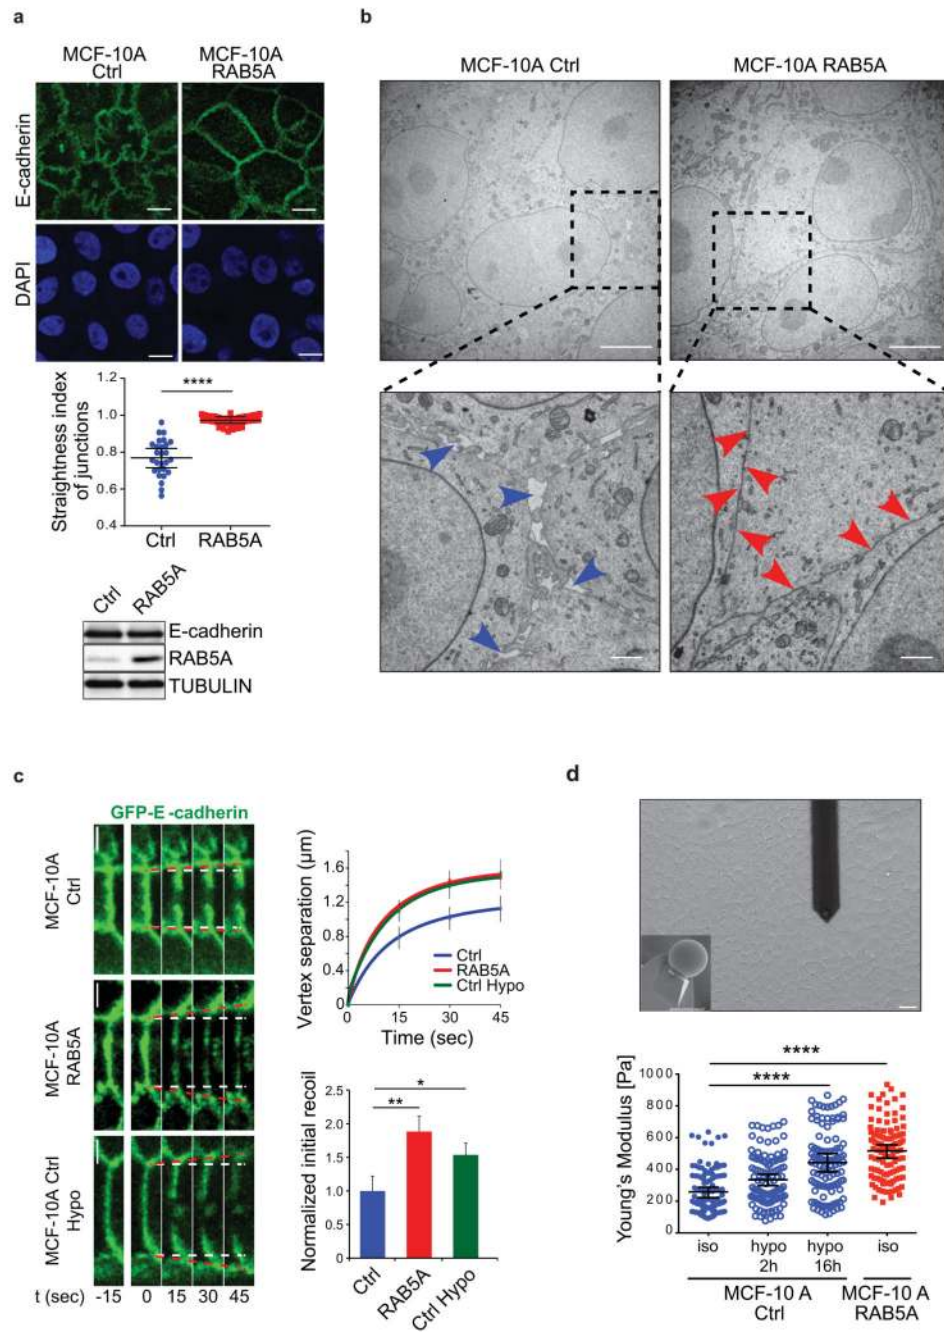 a
MCF-10A
Ctrl
MCF-10A
RAB5A
E-cadherin
DAPI
Straightness index
of junctions
1.2
1.0
0.8
0.6
0.4
****
Ctrl
RAB5A
Ctrl
RAB5A
E-cadherin
RAB5A
TUBULIN
b
MCF-10A Ctrl
MCF-10A RAB5A
c
GFP-E -cadherin
MCF-10A
Ctrl
MCF-10A
RAB5A
MCF-10A Ctrl
Hypo
t (sec)
-15
0
15
30
45
Vertex separation (µm)
1.6
1.2
0.8
0.4
0
Ctrl
RAB5A
Ctrl Hypo
0
15
30
45
Time (sec)
Normalized initial recoil
2.5
2.0
1.5
1.0
0.5
0
*
**
Ctrl
RAB5A
Ctrl Hypo
d
Young's Modulus [Pa]
1000
800
600
400
200
0
****
****
iso
hypo
2h
hypo
16h
iso
MCF-10 A
Ctrl
MCF-10 A
RAB5A